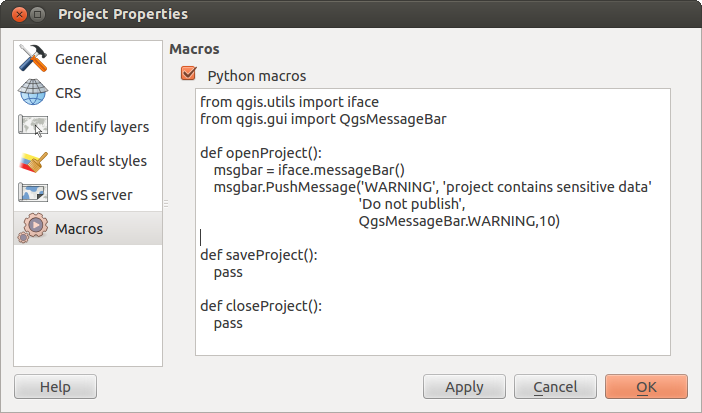 Project Properties
General
CRS
Identify layers
Default styles
OWS server
Macros
Macros
Python macros
from qgis.utils import iface
from qgis.gui import QgsMessageBar
def openProject():
msgbar = iface.messageBar()
msgbar.PushMessage('WARNING', 'project contains sensitive data'
'Do not publish',
QgsMessageBar.WARNING,10)
def saveProject():
pass
def closeProject():
pass
Help
Apply
Cancel
OK